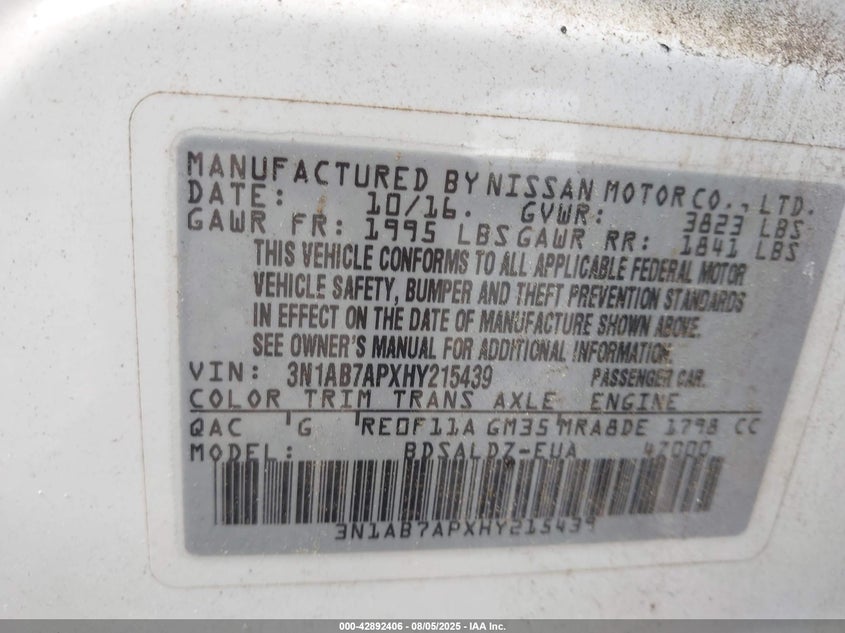 MANUFACTURED BY NISSAN MOTOR CO., LTD.
DATE: 10/16. GVWR: 3823 LBS
GAWR FR: 1995 LBS GAWR RR: 1841 LBS
THIS VEHICLE CONFORMS TO ALL APPLICABLE FEDERAL MOTOR
VEHICLE SAFETY, BUMPER AND THEFT PREVENTION STANDARDS
IN EFFECT ON THE DATE OF MANUFACTURE SHOWN ABOVE.
SEE OWNER'S MANUAL FOR ADDITIONAL INFORMATION.
VIN: 3N1AB7APXHY215439 PASSENGER CAR.
COLOR TRIM TRANS AXLE ENGINE
QAC G RE0F11A GM35 MRA8DE 1798 CC
MODEL: BDSALDZ-EUA 47000
3N1AB7APXHY215439
000-42892406 - 08/05/2025 - IAA Inc.